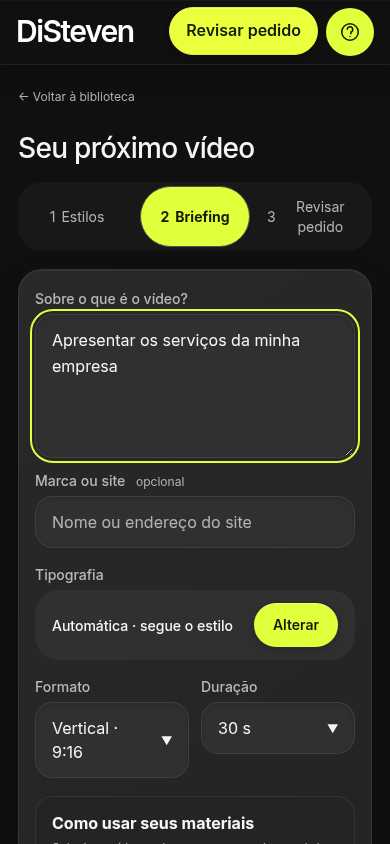 DiSteven
Revisar pedido
← Voltar à biblioteca
Seu próximo vídeo
1 Estilos
2 Briefing
3 Revisar
pedido
Sobre o que é o vídeo?
Apresentar os serviços da minha
empresa
Marca ou site opcional
Nome ou endereço do site
Tipografia
Automática · segue o estilo
Alterar
Formato
Duração
Vertical ·
9:16
30 s
Como usar seus materiais